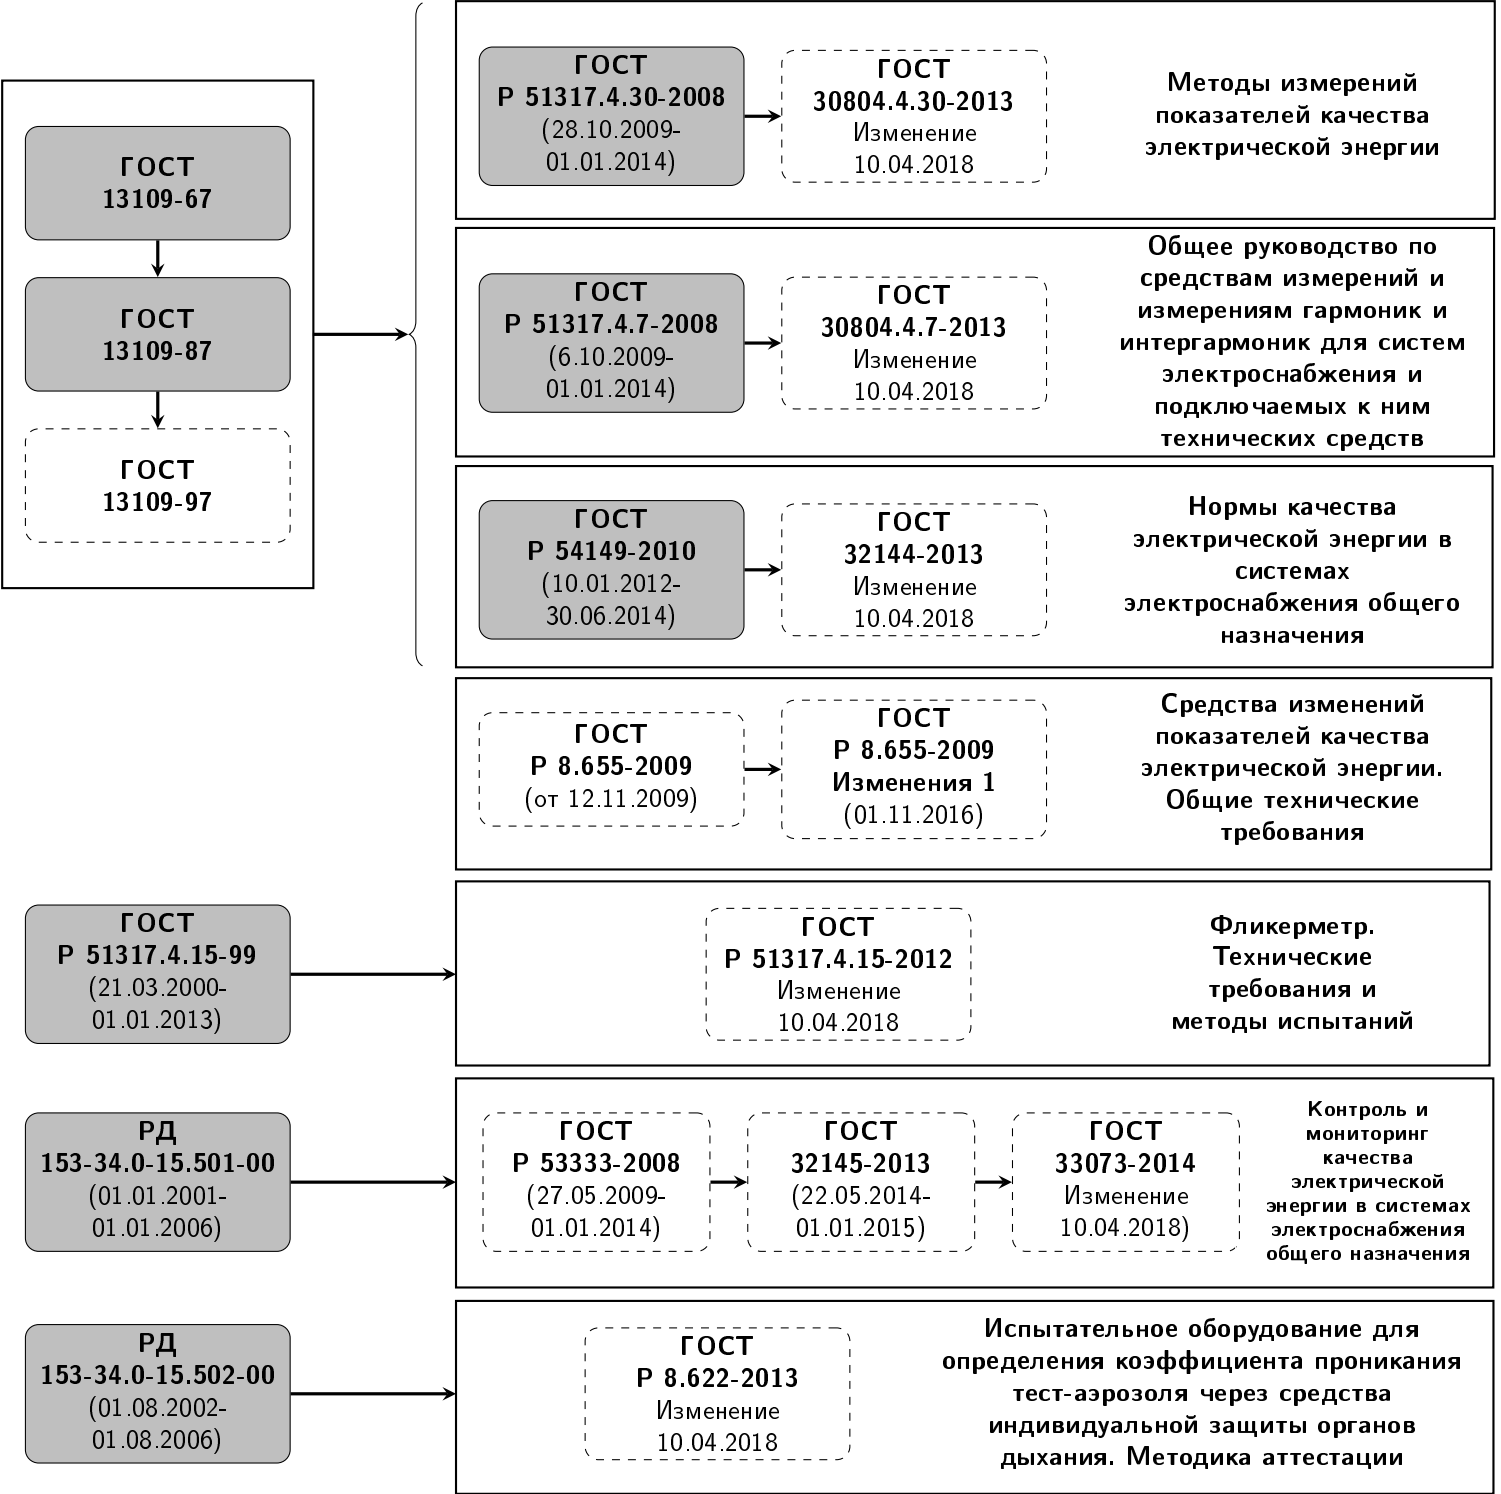 ГОСТ
13109-67
ГОСТ
13109-87
ГОСТ
13109-97
ГОСТ
Р 51317.4.30-2008
(28.10.2009-
01.01.2014)
ГОСТ
30804.4.30-2013
Изменение
10.04.2018
Методы измерений
показателей качества
электрической энергии
ГОСТ
Р 51317.4.7-2008
(6.10.2009-
01.01.2014)
ГОСТ
30804.4.7-2013
Изменение
10.04.2018
Общее руководство по
средствам измерений и
измерениям гармоник и
интергармоник для систем
электроснабжения и
подключаемых к ним
технических средств
ГОСТ
Р 54149-2010
(10.01.2012-
30.06.2014)
ГОСТ
32144-2013
Изменение
10.04.2018
Нормы качества
электрической энергии в
системах
электроснабжения общего
назначения
ГОСТ
Р 8.655-2009
(от 12.11.2009)
ГОСТ
Р 8.655-2009
Изменения 1
(01.11.2016)
Средства изменений
показателей качества
электрической энергии.
Общие технические
требования
ГОСТ
Р 51317.4.15-99
(21.03.2000-
01.01.2013)
ГОСТ
Р 51317.4.15-2012
Изменение
10.04.2018
Фликерметр.
Технические
требования и
методы испытаний
РД
153-34.0-15.501-00
(01.01.2001-
01.01.2006)
ГОСТ
Р 53333-2008
(27.05.2009-
01.01.2014)
ГОСТ
32145-2013
(22.05.2014-
01.01.2015)
ГОСТ
33073-2014
Изменение
10.04.2018)
Контроль и
мониторинг
качества
электрической
энергии в системах
электроснабжения
общего назначения
РД
153-34.0-15.502-00
(01.08.2002-
01.08.2006)
ГОСТ
Р 8.622-2013
Изменение
10.04.2018
Испытательное оборудование для
определения коэффициента проникания
тест-аэрозоля через средства
индивидуальной защиты органов
дыхания. Методика аттестации